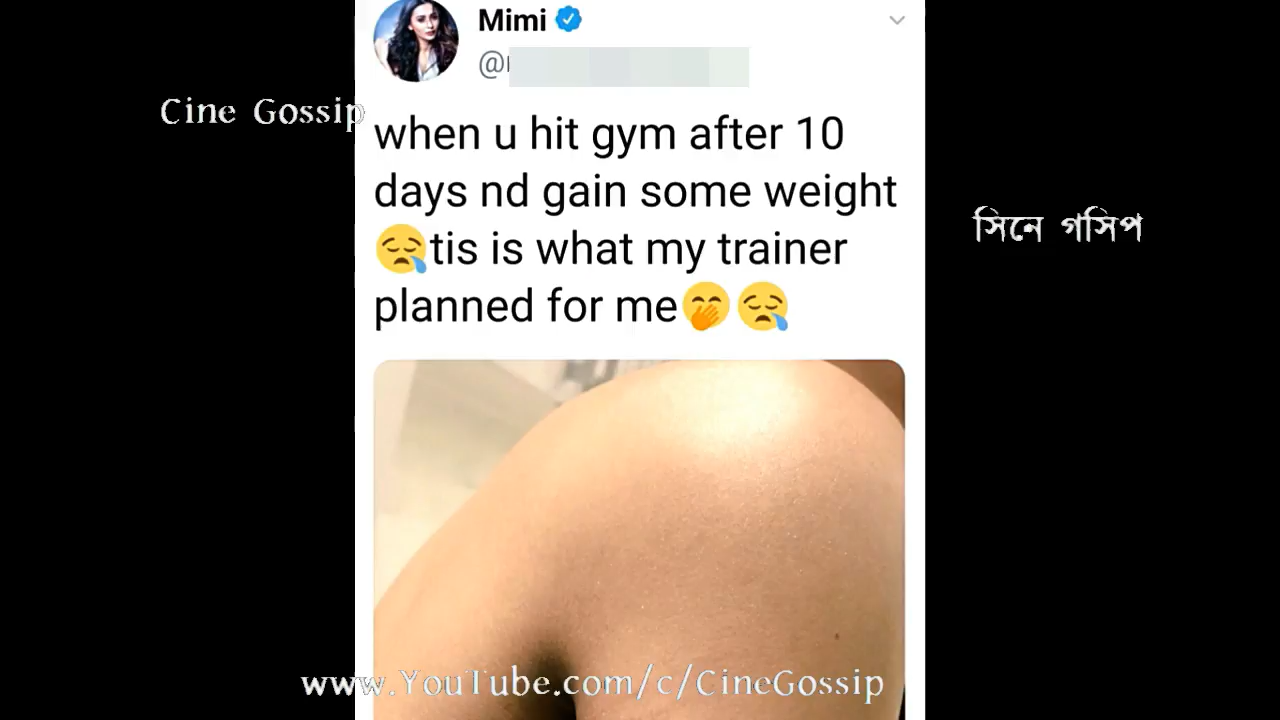 Mimi
@
Cine Gossip
when u hit gym after 10
days nd gain some weight
😪tis is what my trainer
planned for me🤭😪
সিনে গসিপ
www.YouTube.com/c/CineGossip